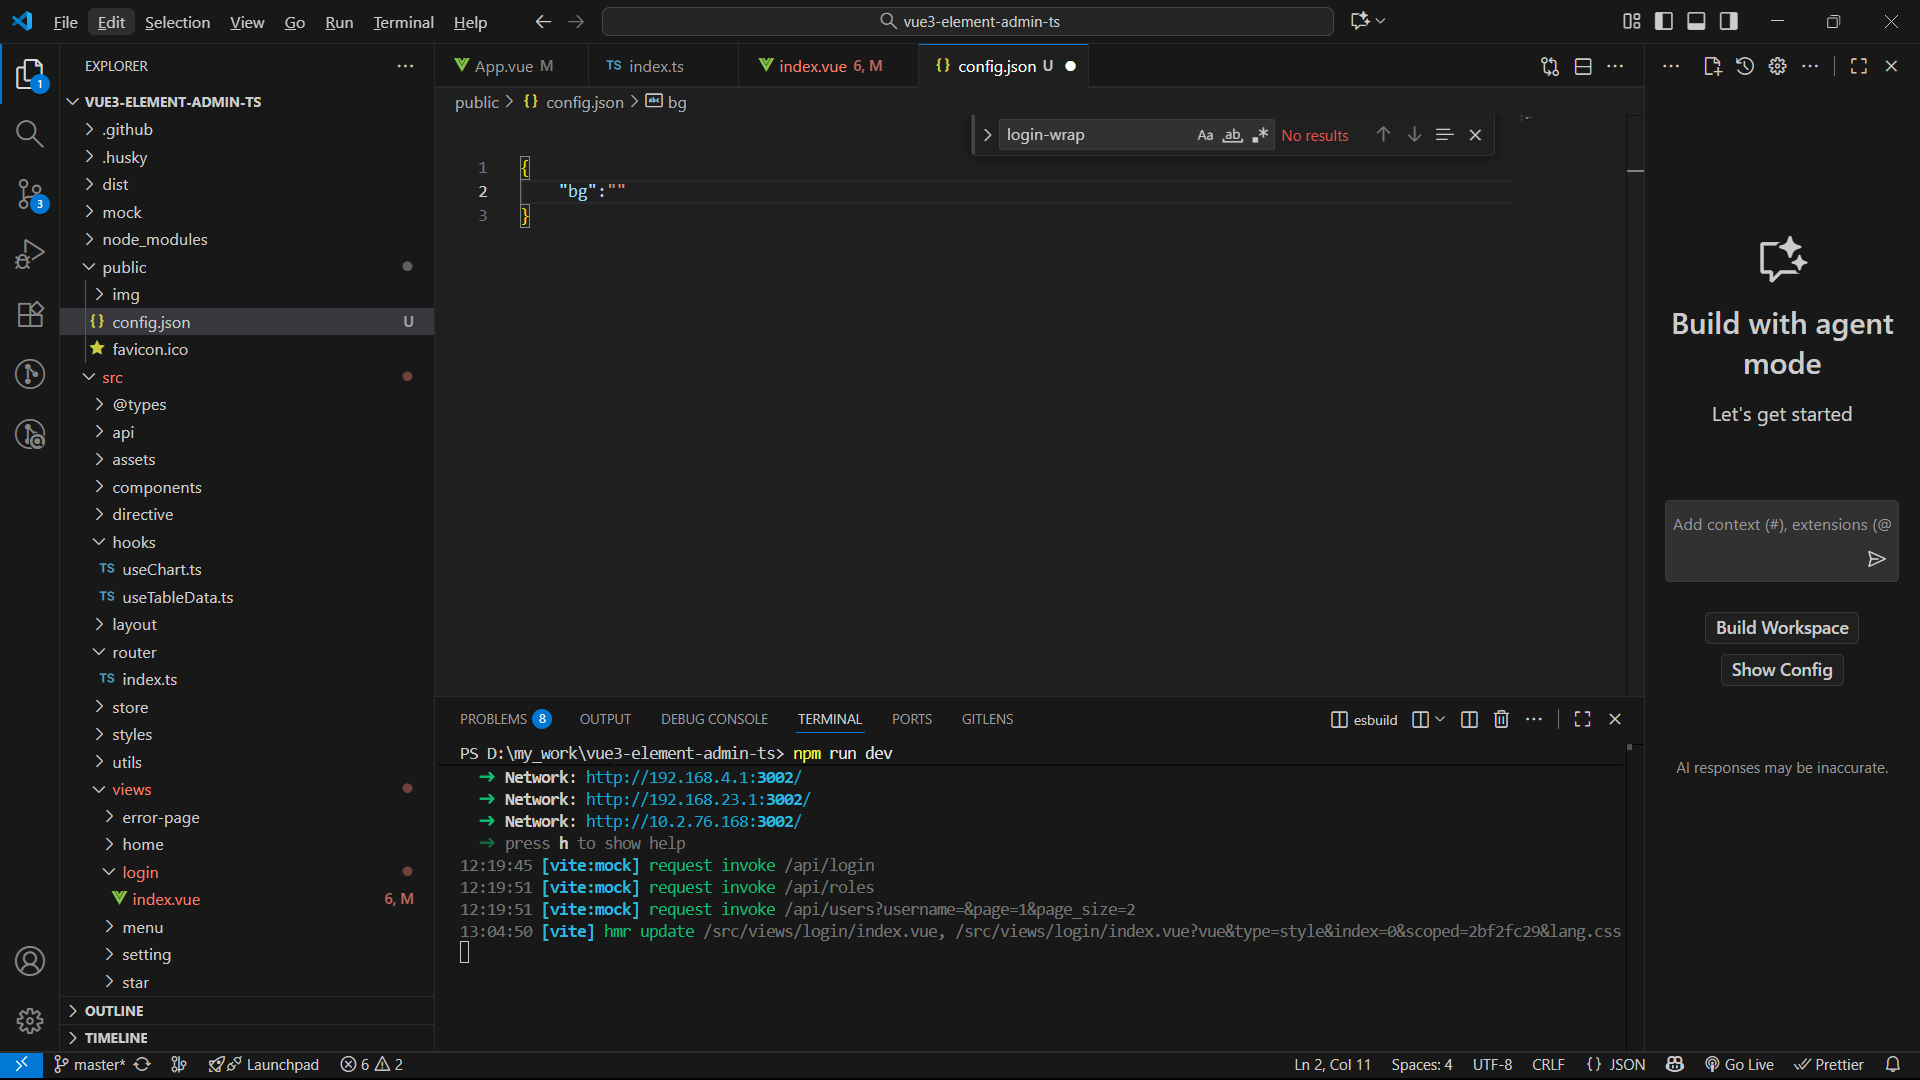 File Edit Selection View Go Run Terminal Help
vue3-element-admin-ts
EXPLORER
1
3
VUE3-ELEMENT-ADMIN-TS
.github
.husky
dist
mock
node_modules
public
img
config.json U
favicon.ico
src
@types
api
assets
components
directive
hooks
TS useChart.ts
TS useTableData.ts
layout
router
TS index.ts
store
styles
utils
views
error-page
home
login
index.vue 6, M
menu
setting
star
OUTLINE
TIMELINE
App.vue M
TS index.ts
index.vue 6, M
{} config.json U
public > {} config.json > abc bg
login-wrap Aa ab .* No results
1 {
2 "bg":""
3 }
PROBLEMS 8 OUTPUT DEBUG CONSOLE TERMINAL PORTS GITLENS
esbuild
PS D:\my_work\vue3-element-admin-ts> npm run dev
➜ Network: http://192.168.4.1:3002/
➜ Network: http://192.168.23.1:3002/
➜ Network: http://10.2.76.168:3002/
➜ press h to show help
12:19:45 [vite:mock] request invoke /api/login
12:19:51 [vite:mock] request invoke /api/roles
12:19:51 [vite:mock] request invoke /api/users?username=&page=1&page_size=2
13:04:50 [vite] hmr update /src/views/login/index.vue, /src/views/login/index.vue?vue&type=style&index=0&scoped=2bf2fc29&lang.css
Build with agent
mode
Let's get started
Add context (#), extensions (@
Build Workspace
Show Config
AI responses may be inaccurate.
master* Launchpad 6 2
Ln 2, Col 11 Spaces: 4 UTF-8 CRLF {} JSON Go Live Prettier